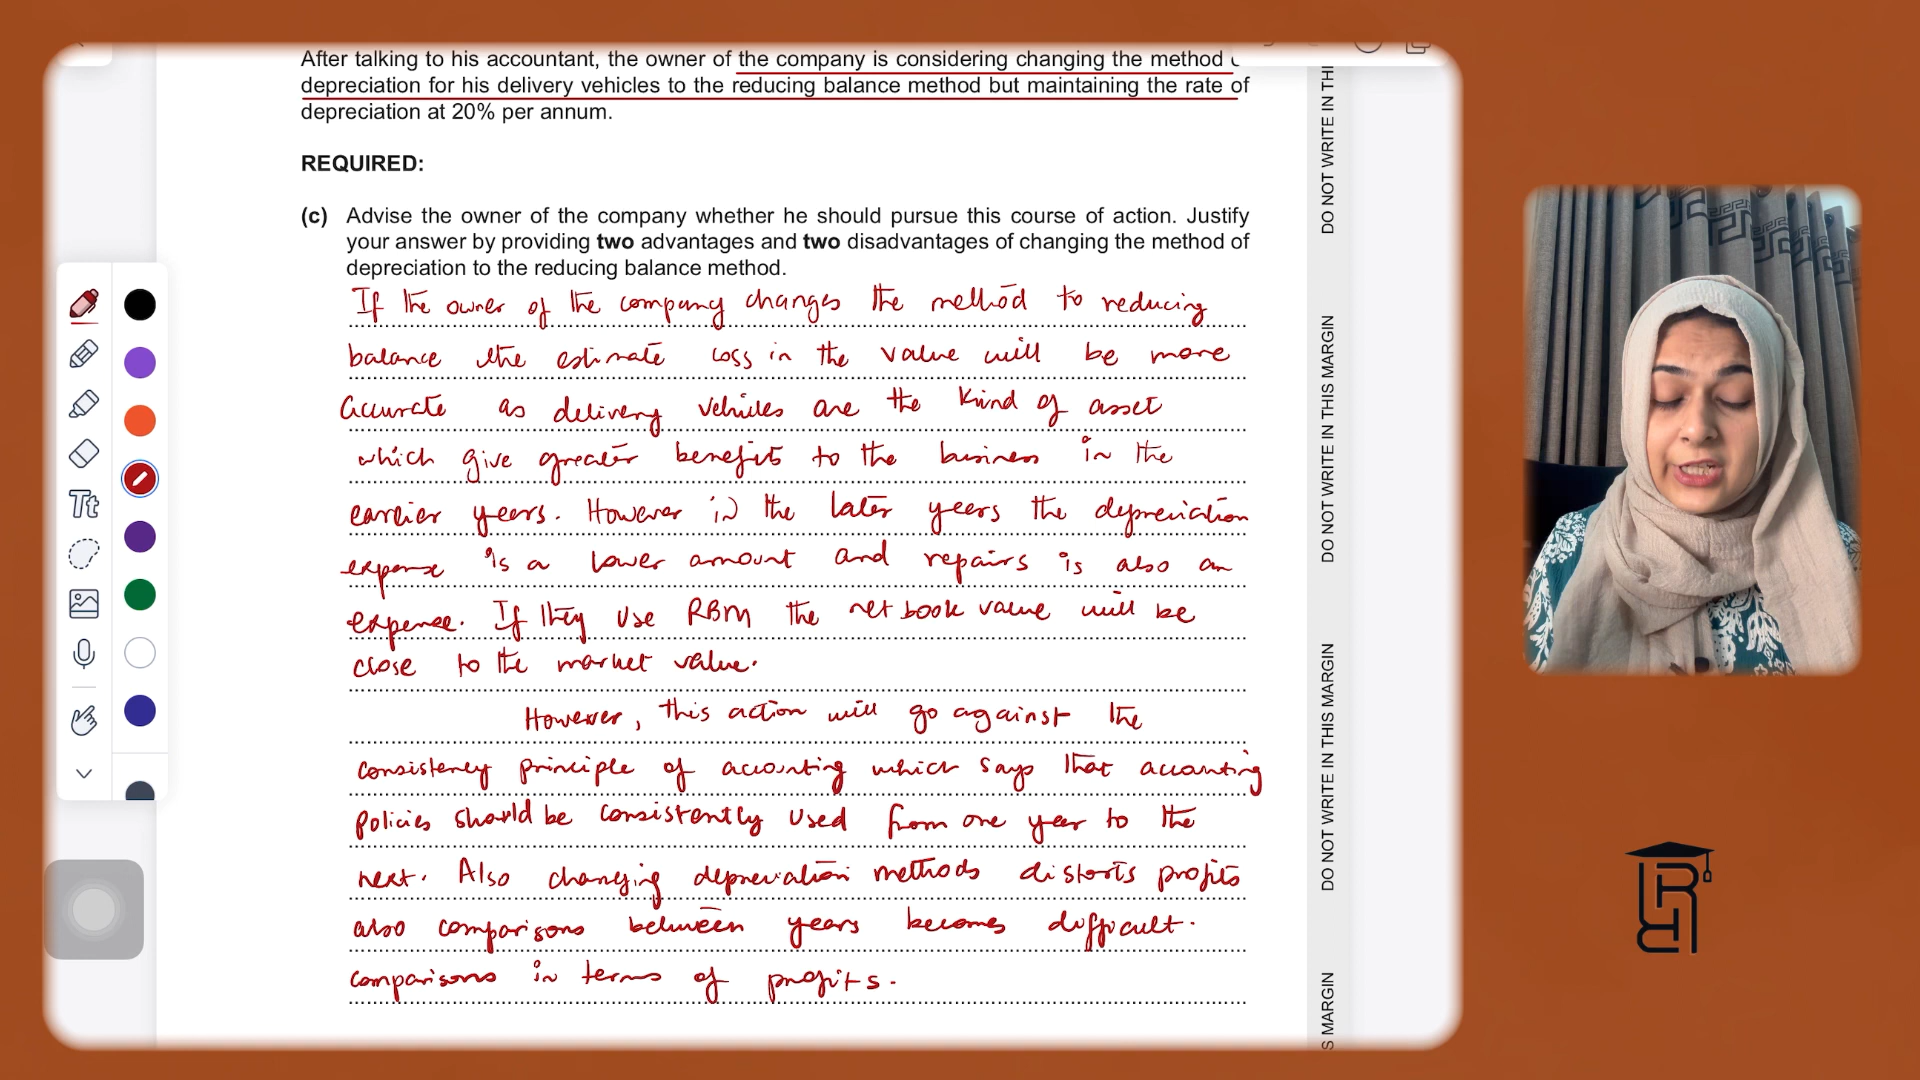 After talking to his accountant, the owner of the company is considering changing the method
depreciation for his delivery vehicles to the reducing balance method but maintaining the rate of
depreciation at 20% per annum.
REQUIRED:
(c) Advise the owner of the company whether he should pursue this course of action. Justify
your answer by providing two advantages and two disadvantages of changing the method of
depreciation to the reducing balance method.
If the owner of the company changes the method to reducing
balance the estimate loss in the value will be more
accurate as delivery vehicles are the kind of asset
which give greater benefits to the business in the
earlier years. However in the later years the depreciation
expense is a lower amount and repairs is also an
expense. If they use RBM the net book value will be
close to the market value.
However, this action will go against the
consistency principle of accounting which says that accounting
policies should be consistently used from one year to the
next. Also changing depreciation methods distorts profits
also comparisons between years becomes difficult.
comparisons in terms of profits.
DO NOT WRITE IN THI
DO NOT WRITE IN THIS MARGIN
DO NOT WRITE IN THIS MARGIN
S MARGIN
Tt